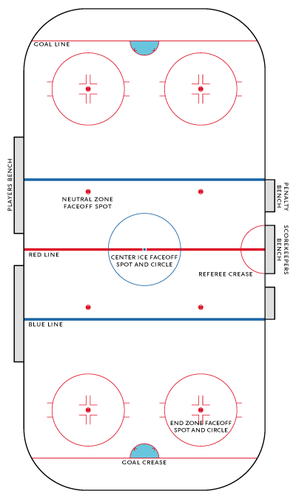 GOAL LINE
PLAYERS BENCH
NEUTRAL ZONE
FACEOFF SPOT
PENALTY
BENCH
SCOREKEEPERS
BENCH
RED LINE
CENTER ICE FACEOFF
SPOT AND CIRCLE
REFEREE CREASE
BLUE LINE
END ZONE FACEOFF
SPOT AND CIRCLE
GOAL CREASE